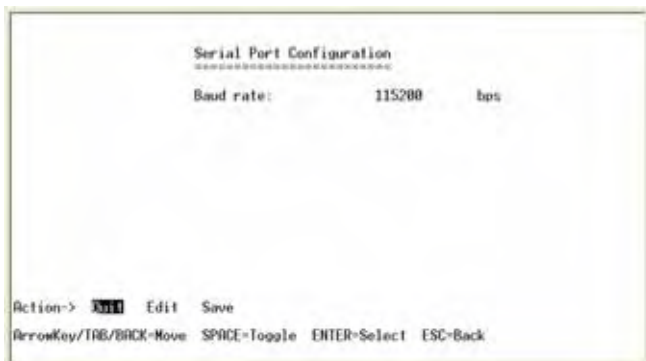 Serial Port Configuration
=========================
Baud rate: 115200 bps
Action-> Quit Edit Save
ArrowKey/TAB/BACK=Move SPACE=Toggle ENTER=Select ESC=Back